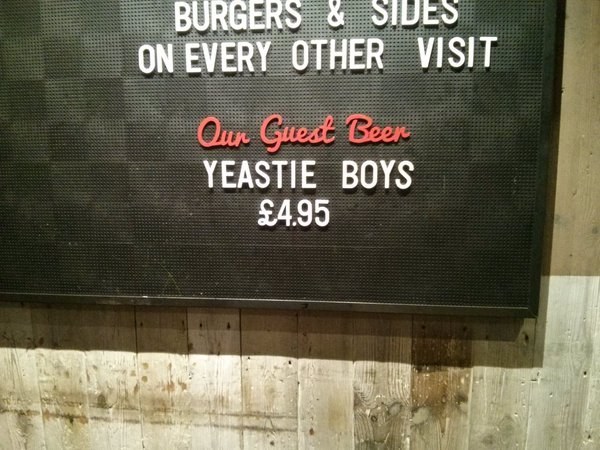 BURGERS & SIDES
ON EVERY OTHER VISIT
Our Guest Beer
YEASTIE BOYS
£4.95